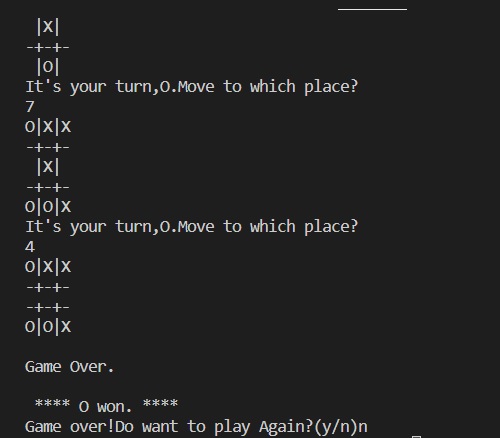 |X|
-+-+-
 |O|
It's your turn,O.Move to which place?
7
O|X|X
-+-+-
 |X|
-+-+-
O|O|X
It's your turn,O.Move to which place?
4
O|X|X
-+-+-
-+-+-
O|O|X
Game Over.
 **** O won. ****
Game over!Do want to play Again?(y/n)n